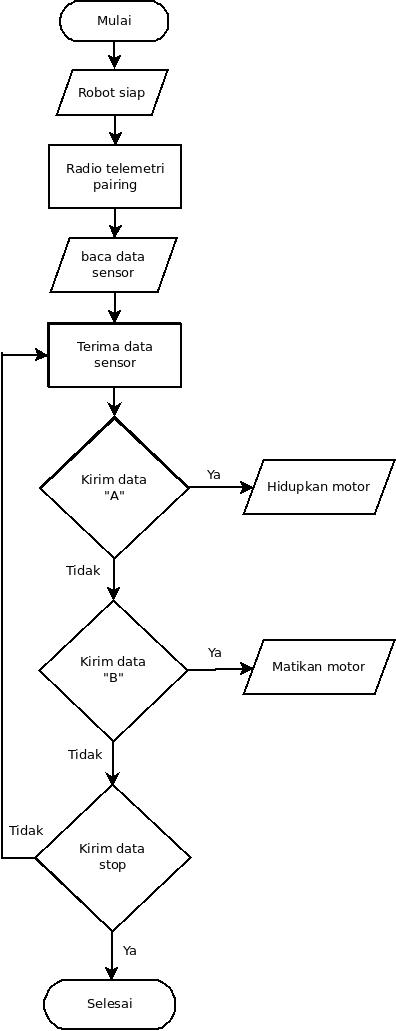 Mulai
Robot siap
Radio telemetri
pairing
baca data
sensor
Terima data
sensor
Kirim data
"A"
Ya
Hidupkan motor
Tidak
Kirim data
"B"
Ya
Matikan motor
Tidak
Kirim data
stop
Tidak
Ya
Selesai